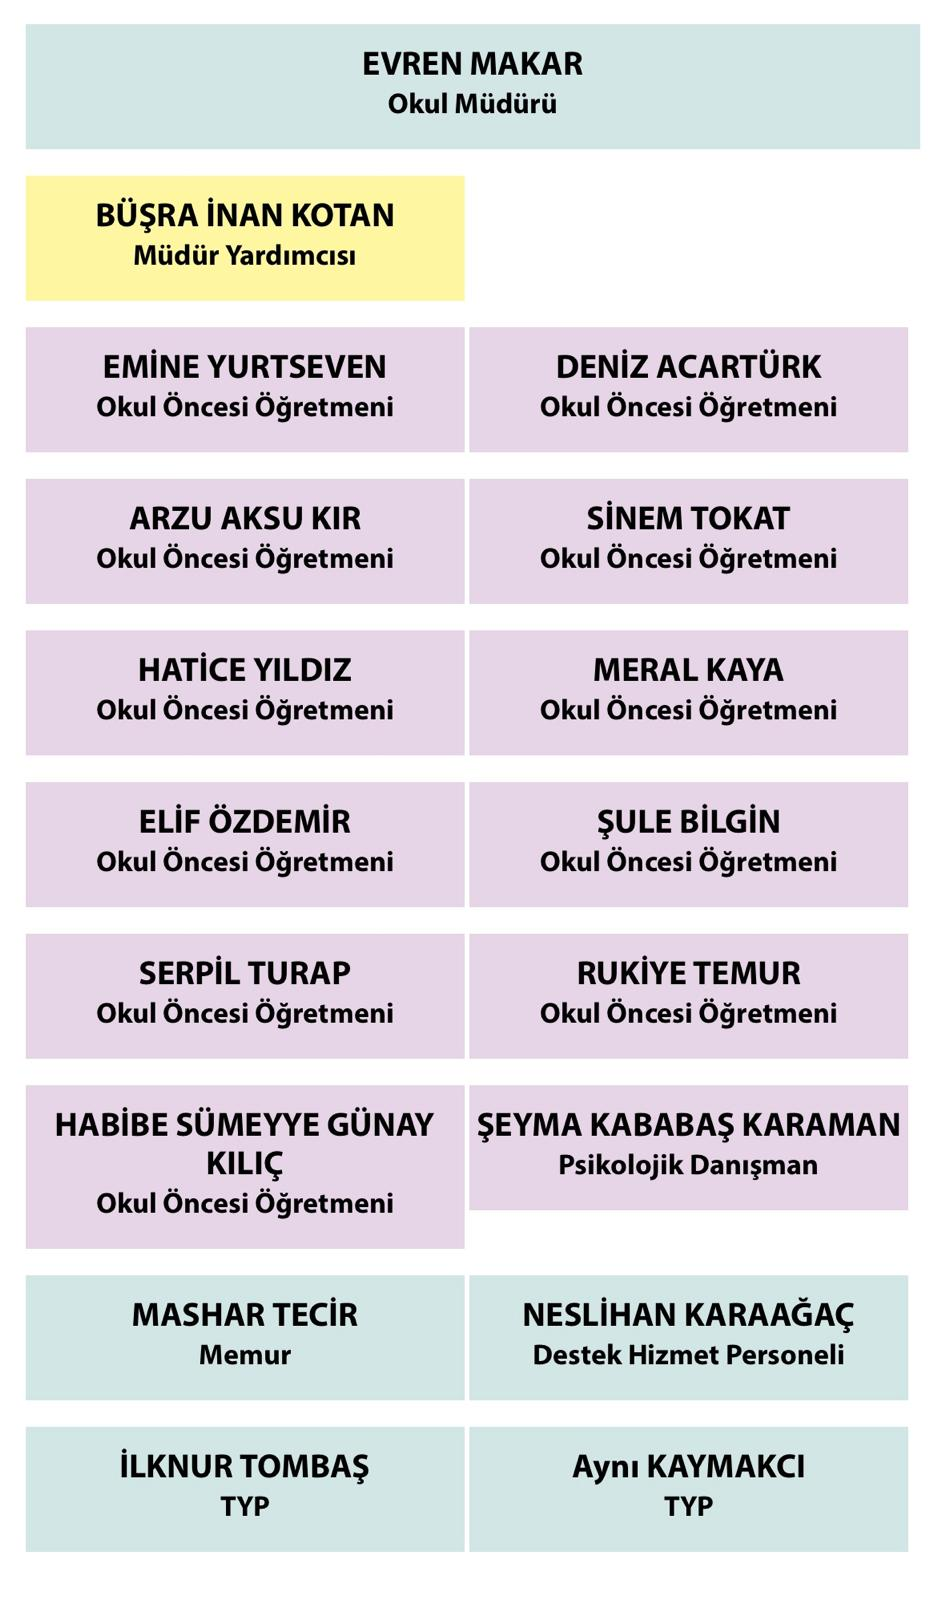 EVREN MAKAR
Okul Müdürü
BÜŞRA İNAN KOTAN
Müdür Yardımcısı
EMİNE YURTSEVEN
Okul Öncesi Öğretmeni
DENİZ ACARTÜRK
Okul Öncesi Öğretmeni
ARZU AKSU KIR
Okul Öncesi Öğretmeni
SİNEM TOKAT
Okul Öncesi Öğretmeni
HATİCE YILDIZ
Okul Öncesi Öğretmeni
MERAL KAYA
Okul Öncesi Öğretmeni
ELİF ÖZDEMİR
Okul Öncesi Öğretmeni
ŞULE BİLGİN
Okul Öncesi Öğretmeni
SERPİL TURAP
Okul Öncesi Öğretmeni
RUKİYE TEMUR
Okul Öncesi Öğretmeni
HABİBE SÜMEYYE GÜNAY
KILIÇ
Okul Öncesi Öğretmeni
ŞEYMA KABABAŞ KARAMAN
Psikolojik Danışman
MASHAR TECİR
Memur
NESLİHAN KARAAĞAÇ
Destek Hizmet Personeli
İLKNUR TOMBAŞ
TYP
Aynı KAYMAKCI
TYP